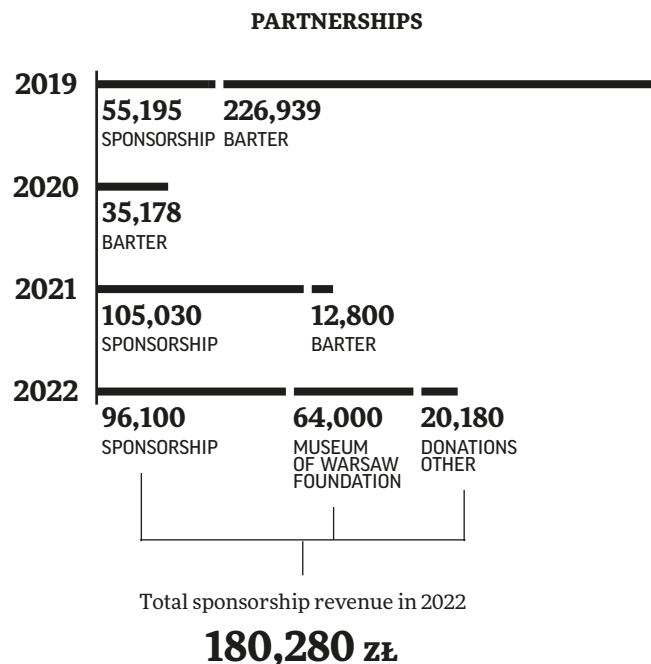 PARTNERSHIPS
2019
55,195 226,939
SPONSORSHIP BARTER
2020
35,178
BARTER
2021
105,030 12,800
SPONSORSHIP BARTER
2022
96,100 64,000 20,180
SPONSORSHIP MUSEUM DONATIONS
OF WARSAW OTHER
FOUNDATION
Total sponsorship revenue in 2022
180,280 ZŁ